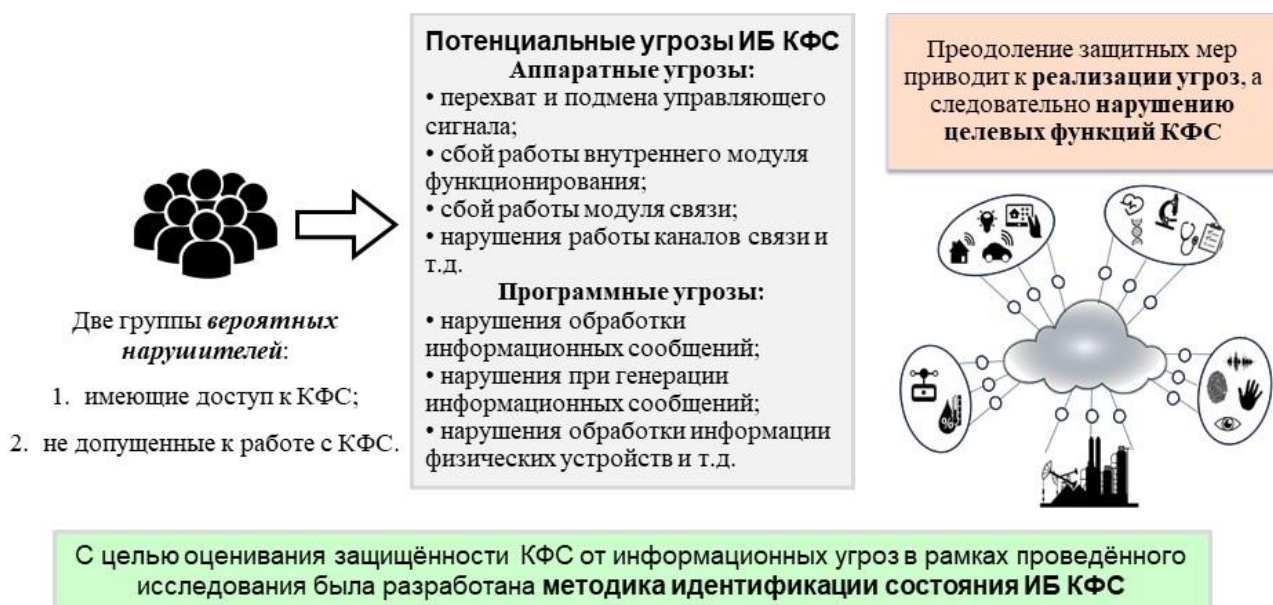 Две группы вероятных
нарушителей:
1. имеющие доступ к КФС;
2. не допущенные к работе с КФС.
Потенциальные угрозы ИБ КФС
Аппаратные угрозы:
• перехват и подмена управляющего
сигнала;
• сбой работы внутреннего модуля
функционирования;
• сбой работы модуля связи;
• нарушения работы каналов связи и
т.д.
Программные угрозы:
• нарушения обработки
информационных сообщений;
• нарушения при генерации
информационных сообщений;
• нарушения обработки информации
физических устройств и т.д.
Преодоление защитных мер
приводит к реализации угроз, а
следовательно нарушению
целевых функций КФС
%
С целью оценивания защищённости КФС от информационных угроз в рамках проведённого
исследования была разработана методика идентификации состояния ИБ КФС